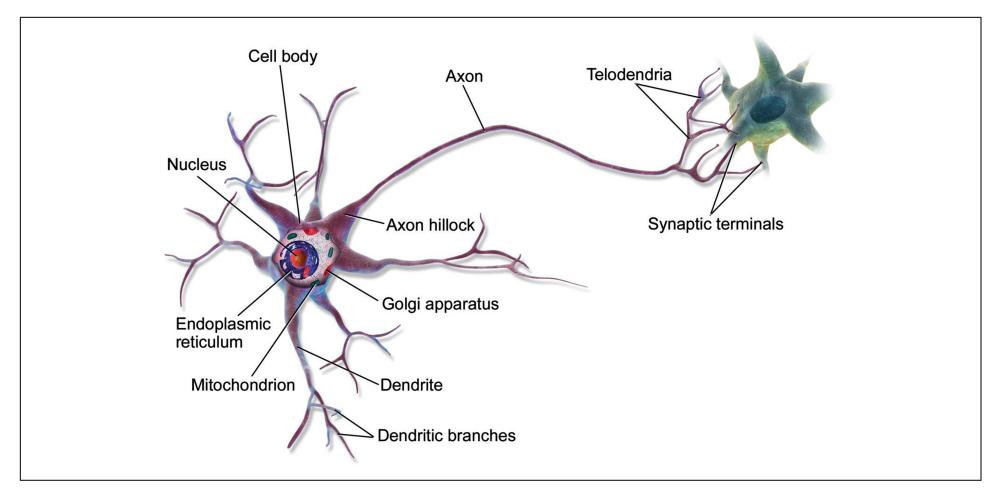 Cell body
Axon
Telodendria
Nucleus
Axon hillock
Synaptic terminals
Golgi apparatus
Endoplasmic
reticulum
Mitochondrion
Dendrite
Dendritic branches